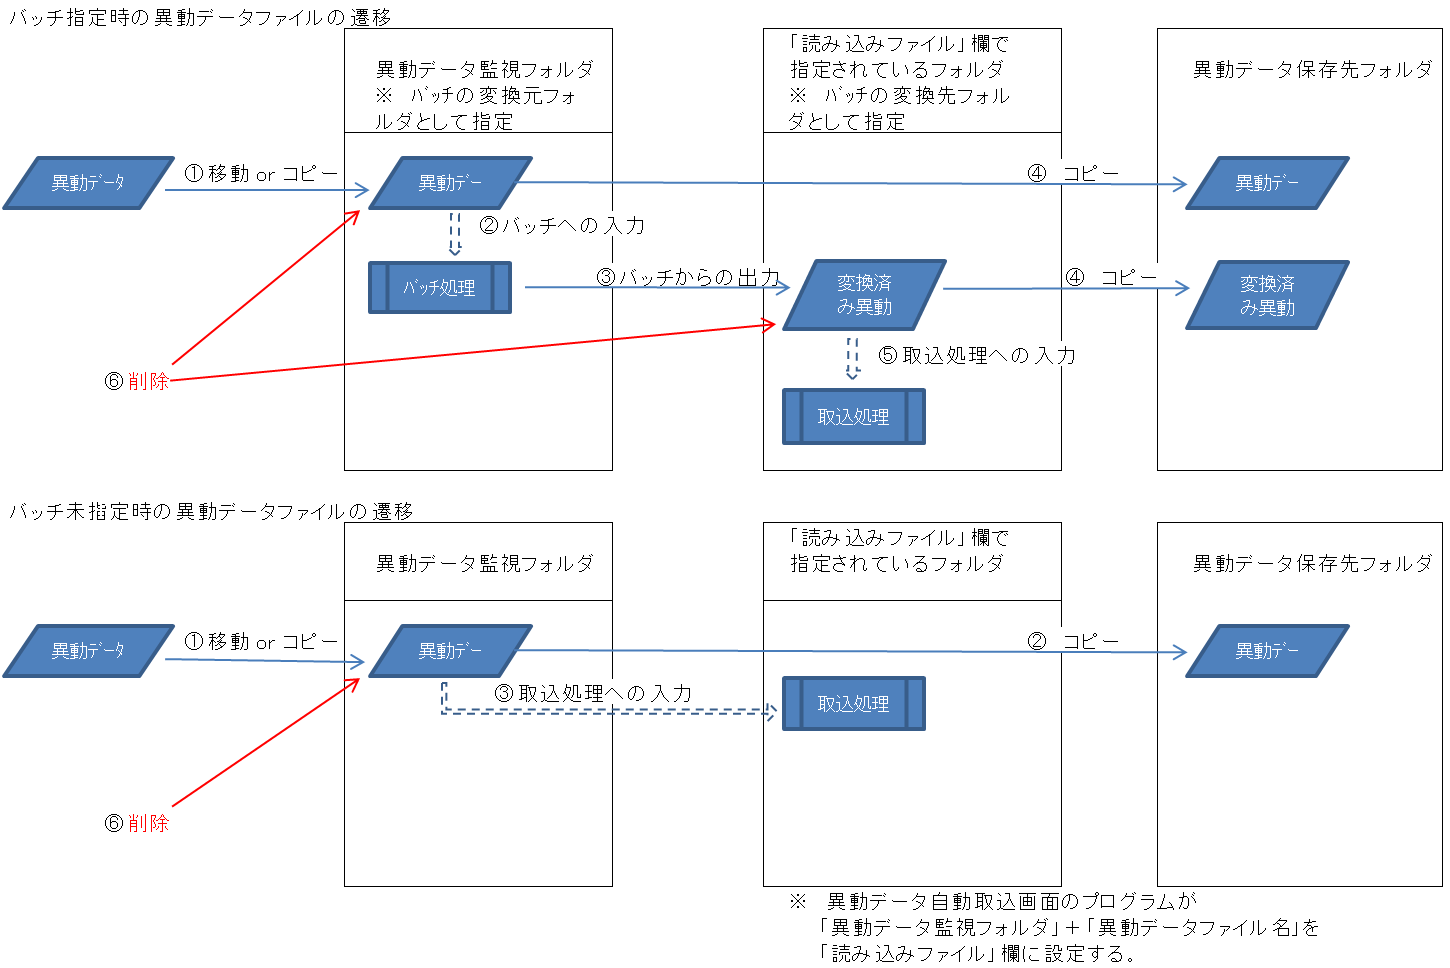 バッチ指定時の異動データファイルの遷移
異動データ監視フォルダ
※　ﾊﾞｯﾁの変換元フォ
ルダとして指定
「読み込みファイル」欄で
指定されているフォルダ
※　ﾊﾞｯﾁの変換先フォル
ダとして指定
異動データ保存先フォルダ
異動ﾃﾞｰﾀ
①移動 or コピー
異動デー
④　コピー
異動デー
②バッチへの入力
ﾊﾞｯﾁ処理
③バッチからの出力
変換済
み異動
④　コピー
変換済
み異動
⑤取込処理への入力
⑥削除
取込処理
バッチ未指定時の異動データファイルの遷移
異動データ監視フォルダ
「読み込みファイル」欄で
指定されているフォルダ
異動データ保存先フォルダ
異動ﾃﾞｰﾀ
①移動 or コピー
異動デー
②　コピー
異動デー
③取込処理への入力
取込処理
⑥削除
※　異動データ自動取込画面のプログラムが
「異動データ監視フォルダ」＋「異動データファイル名」を
「読み込みファイル」欄に設定する。